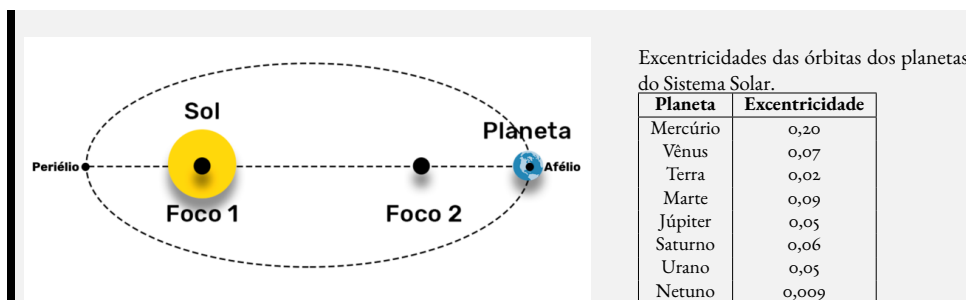 Sol
Planeta
Periélio
Afélio
Foco 1
Foco 2
Excentricidades das órbitas dos planetas
do Sistema Solar.
Planeta Excentricidade
Mercúrio 0,20
Vênus 0,07
Terra 0,02
Marte 0,09
Júpiter 0,05
Saturno 0,06
Urano 0,05
Netuno 0,009